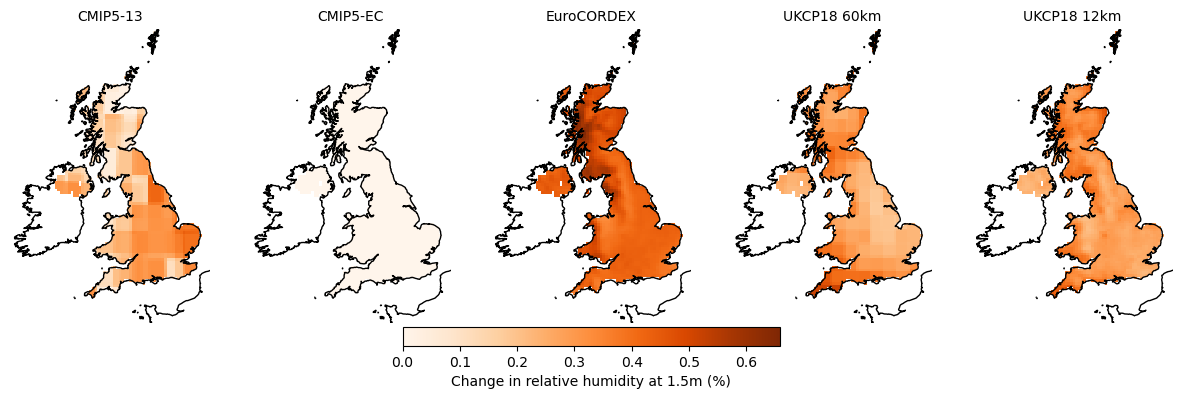 CMIP5-13
CMIP5-EC
EuroCORDEX
UKCP18 60km
UKCP18 12km
0.0 0.1 0.2 0.3 0.4 0.5 0.6
Change in relative humidity at 1.5m (%)